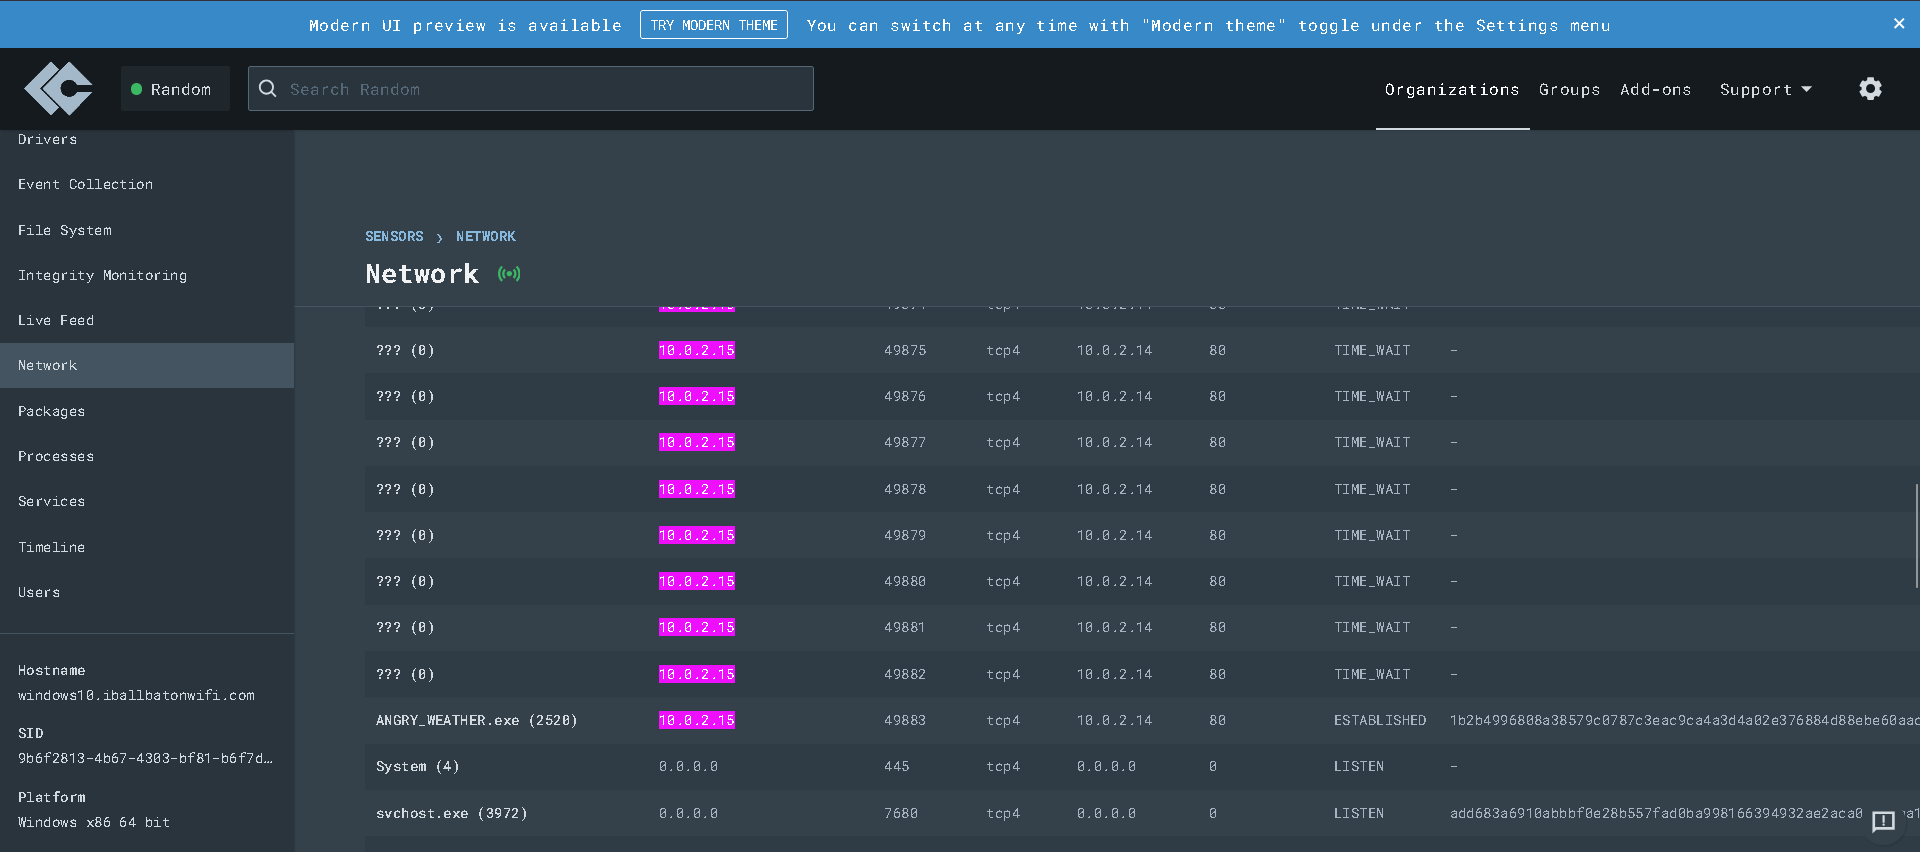 Modern UI preview is available TRY MODERN THEME You can switch at any time with "Modern theme" toggle under the Settings menu
Random Search Random Organizations Groups Add-ons Support
Drivers
Event Collection
File System
Integrity Monitoring
Live Feed
Network
Packages
Processes
Services
Timeline
Users
Hostname
windows10.iballbatonwifi.com
SID
9b6f2813-4b67-4303-bf81-b6f7d…
Platform
Windows x86 64 bit
SENSORS NETWORK
Network
??? (0) 10.0.2.15 49875 tcp4 10.0.2.14 80 TIME_WAIT -
??? (0) 10.0.2.15 49876 tcp4 10.0.2.14 80 TIME_WAIT -
??? (0) 10.0.2.15 49877 tcp4 10.0.2.14 80 TIME_WAIT -
??? (0) 10.0.2.15 49878 tcp4 10.0.2.14 80 TIME_WAIT -
??? (0) 10.0.2.15 49879 tcp4 10.0.2.14 80 TIME_WAIT -
??? (0) 10.0.2.15 49880 tcp4 10.0.2.14 80 TIME_WAIT -
??? (0) 10.0.2.15 49881 tcp4 10.0.2.14 80 TIME_WAIT -
??? (0) 10.0.2.15 49882 tcp4 10.0.2.14 80 TIME_WAIT -
ANGRY_WEATHER.exe (2520) 10.0.2.15 49883 tcp4 10.0.2.14 80 ESTABLISHED 1b2b4996808a38579c0787c3eac9ca4a3d4a02e376884d88ebe60aac
System (4) 0.0.0.0 445 tcp4 0.0.0.0 0 LISTEN -
svchost.exe (3972) 0.0.0.0 7680 tcp4 0.0.0.0 0 LISTEN add683a6910abbbf0e28b557fad0ba998166394932ae2aca0